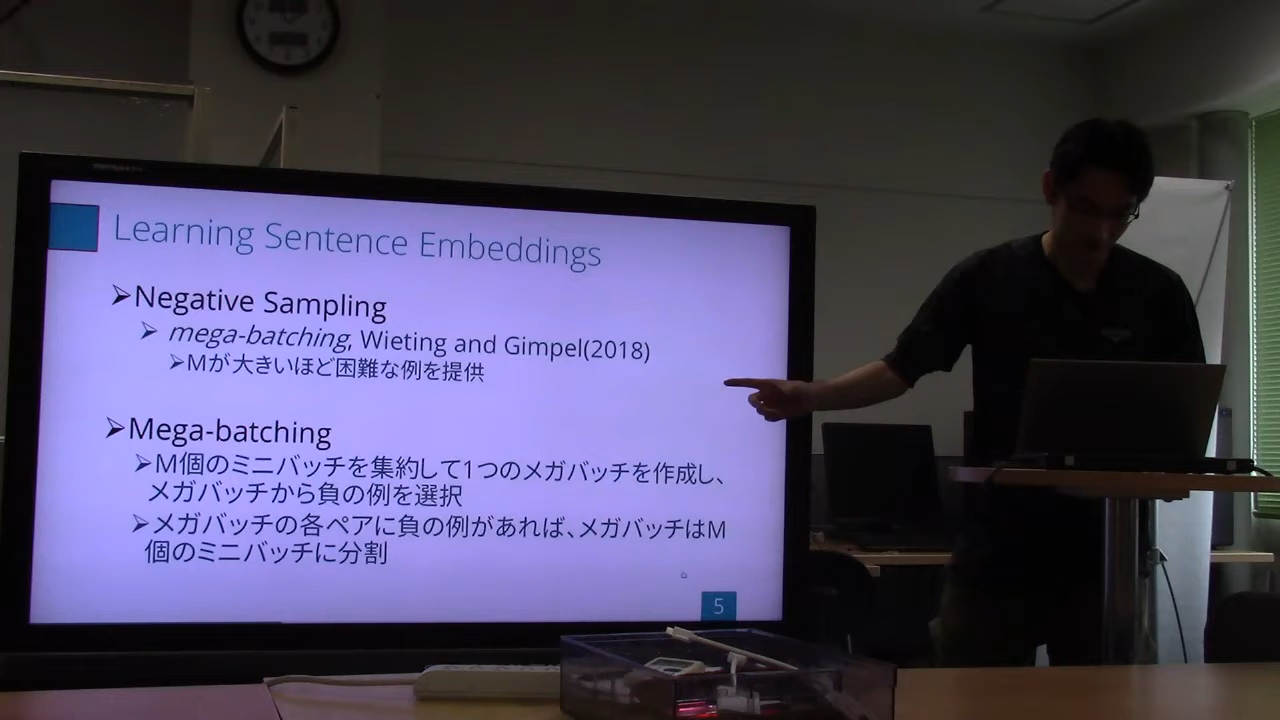 Learning Sentence Embeddings
➢Negative Sampling
➢ mega-batching, Wieting and Gimpel(2018)
➢Mが大きいほど困難な例を提供
➢Mega-batching
➢M個のミニバッチを集約して1つのメガバッチを作成し、
メガバッチから負の例を選択
➢メガバッチの各ペアに負の例があれば、メガバッチはM
個のミニバッチに分割
5